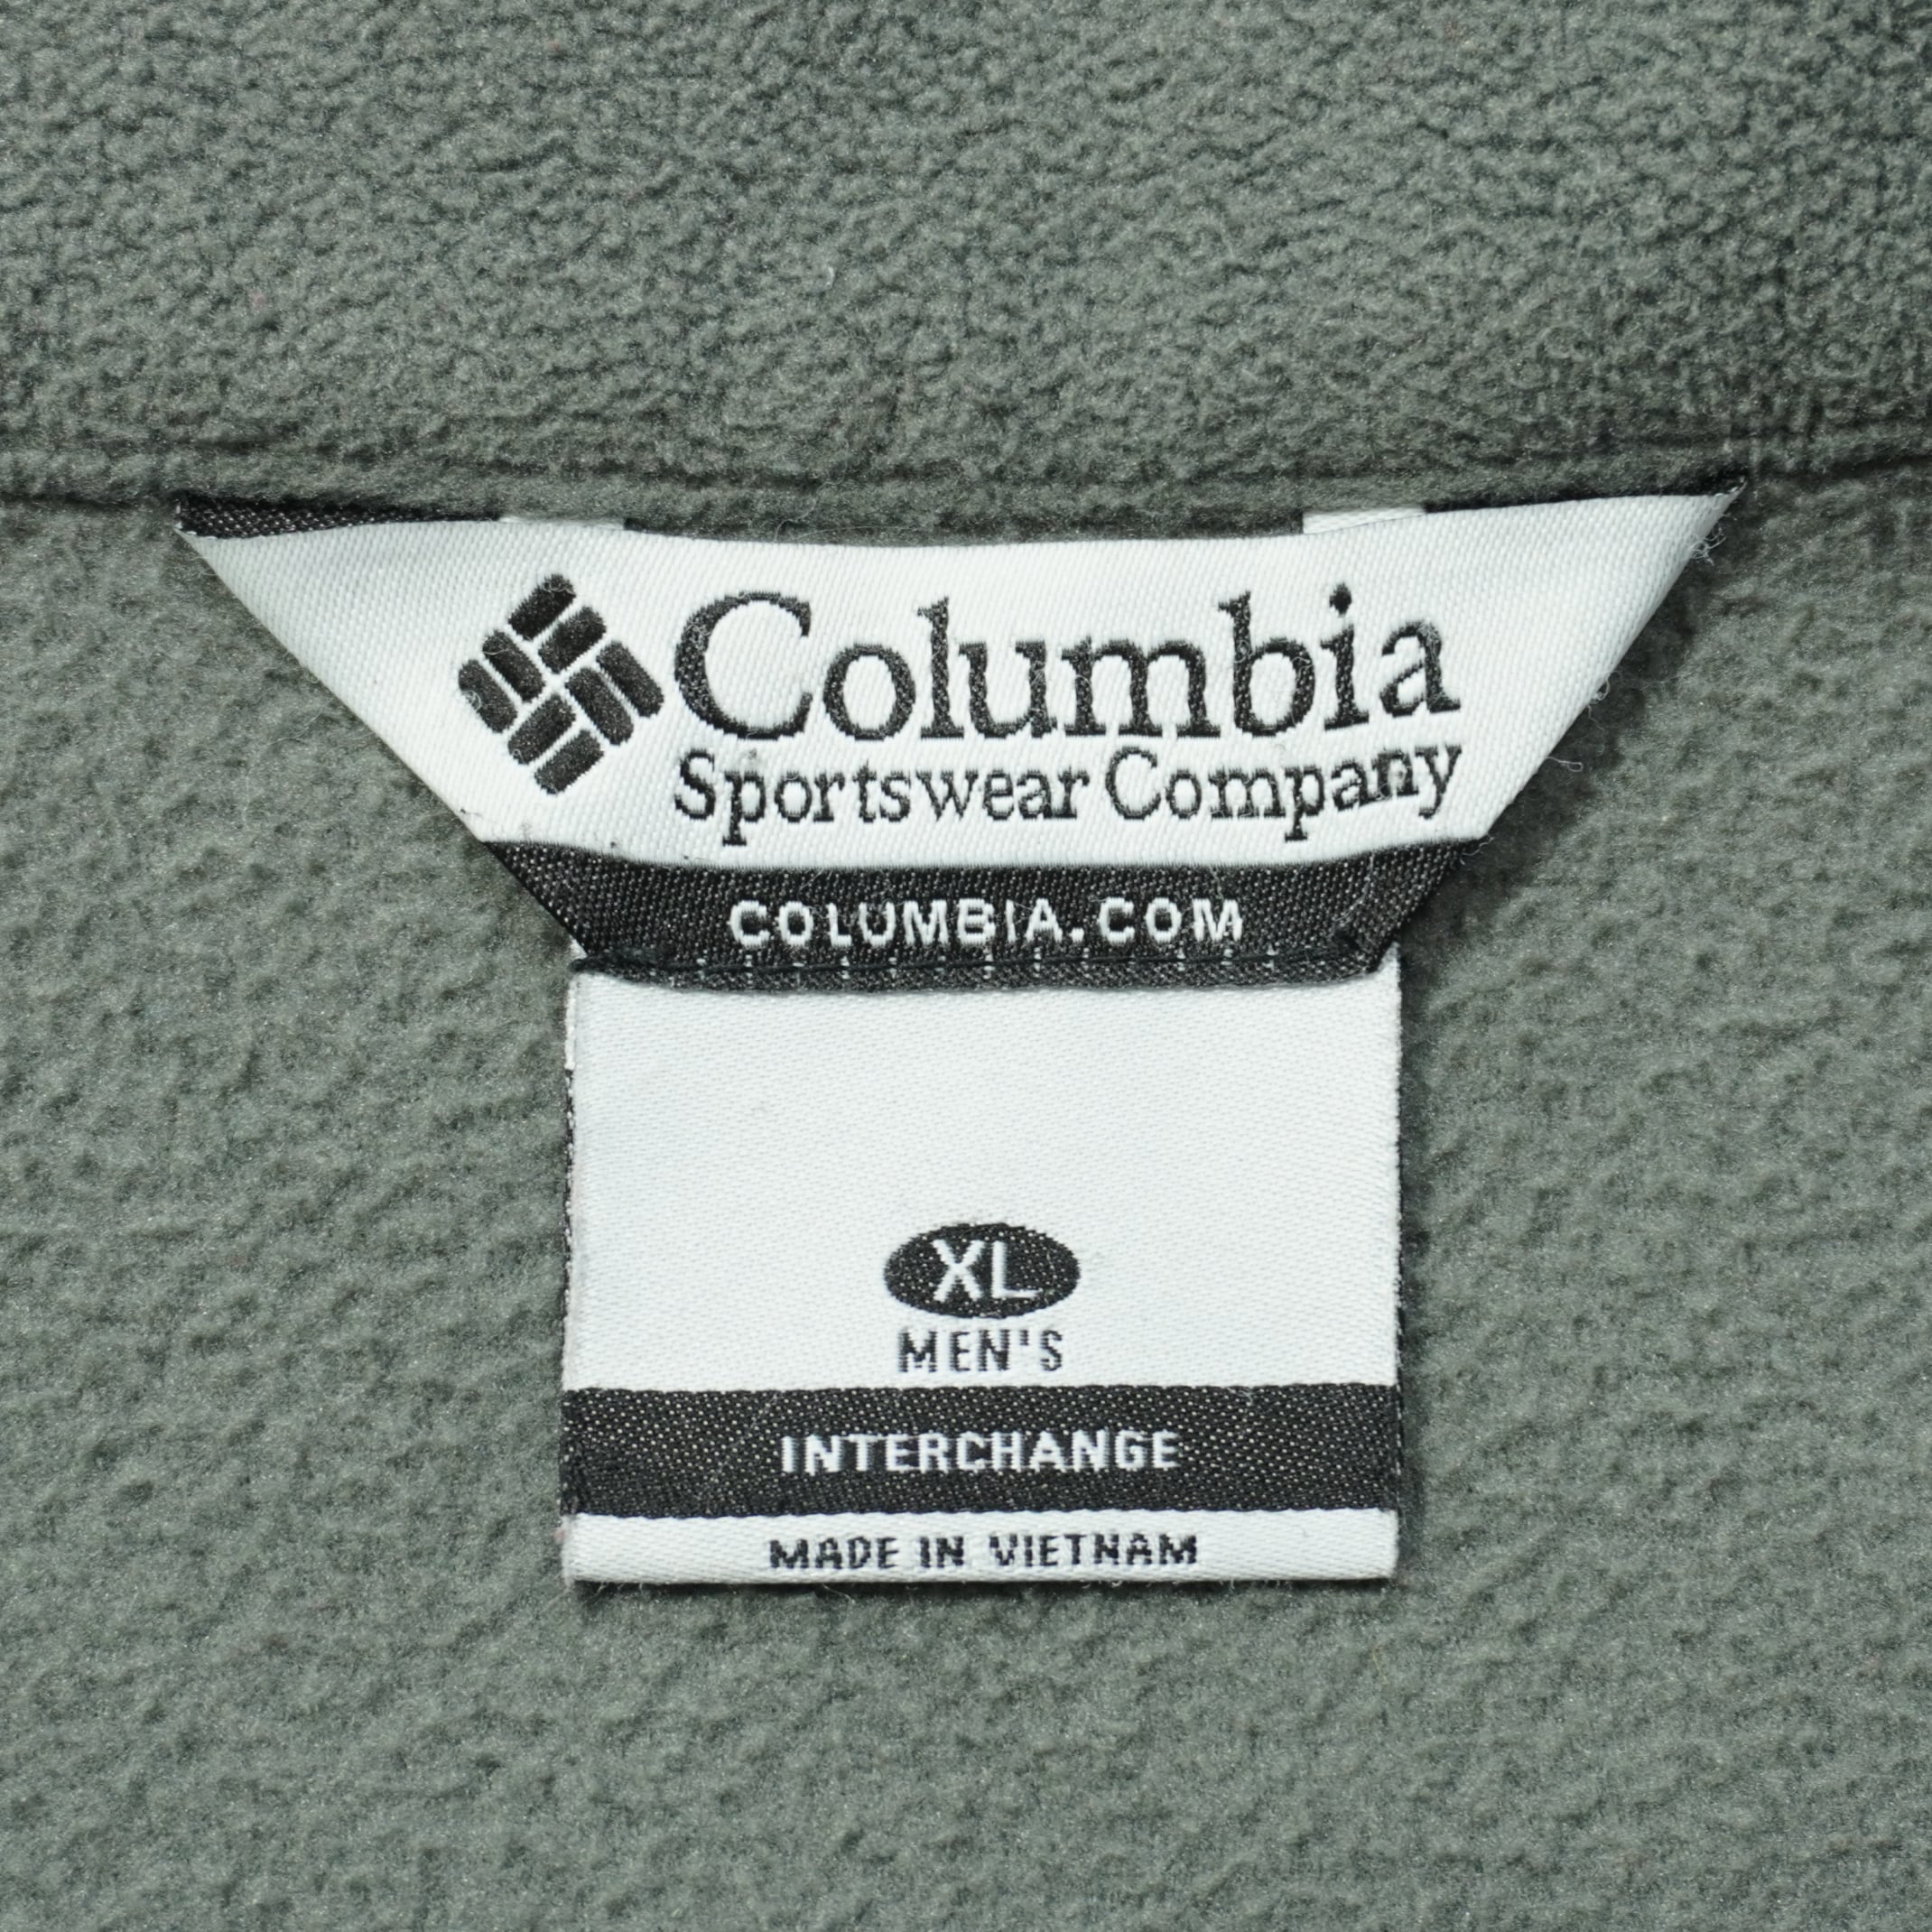 Columbia
Sportswear Company
COLUMBIA.COM
XL
MEN'S
INTERCHANGE
MADE IN VIETNAM